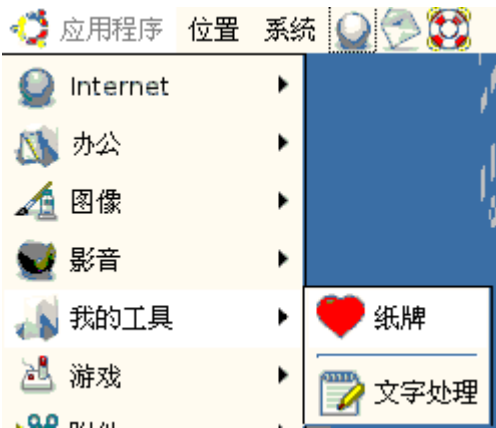 应用程序 位置 系统
Internet
办公
图像
影音
我的工具
纸牌
游戏
文字处理